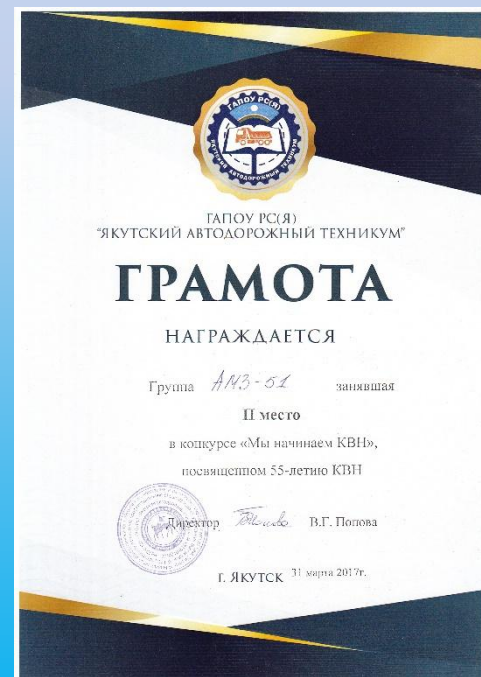 ГАПОУ РС(Я)
ЯКУТСКИЙ АВТОДОРОЖНЫЙ ТЕХНИКУМ
ГАПОУ РС(Я)
"ЯКУТСКИЙ АВТОДОРОЖНЫЙ ТЕХНИКУМ"
ГРАМОТА
НАГРАЖДАЕТСЯ
Группа АМЗ-51 занявшая
II место
в конкурсе «Мы начинаем КВН»,
посвященном 55-летию КВН
Директор В.Г. Попова
Г. ЯКУТСК 31 марта 2017г.